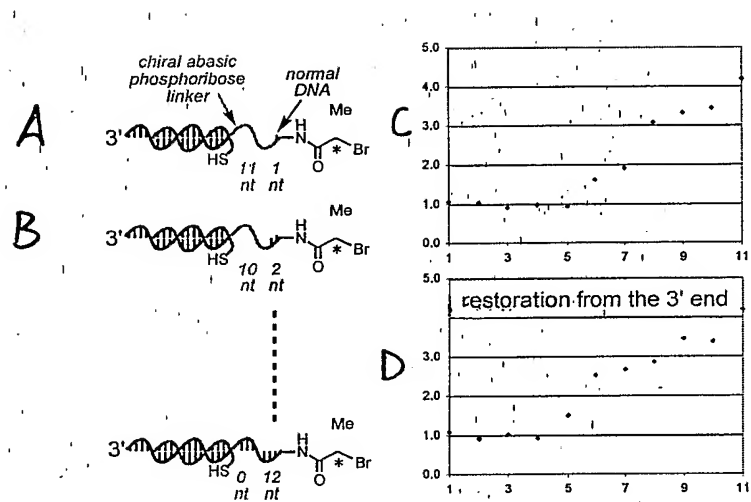 chiral abasic
phosphoribose
linker
normal
DNA
A
3'
HS
11 1
nt nt
H
N
O
Me
*
Br
B
3'
HS
10 2
nt nt
H
N
O
Me
*
Br
3'
HS
0 12
nt nt
H
N
O
Me
*
Br
C
5.0
4.0
3.0
2.0
1.0
0.0
1 3 5 7 9 11
D
5.0
restoration from the 3' end
3.0
2.0
1.0
0.0
1 3 5 7 9 11